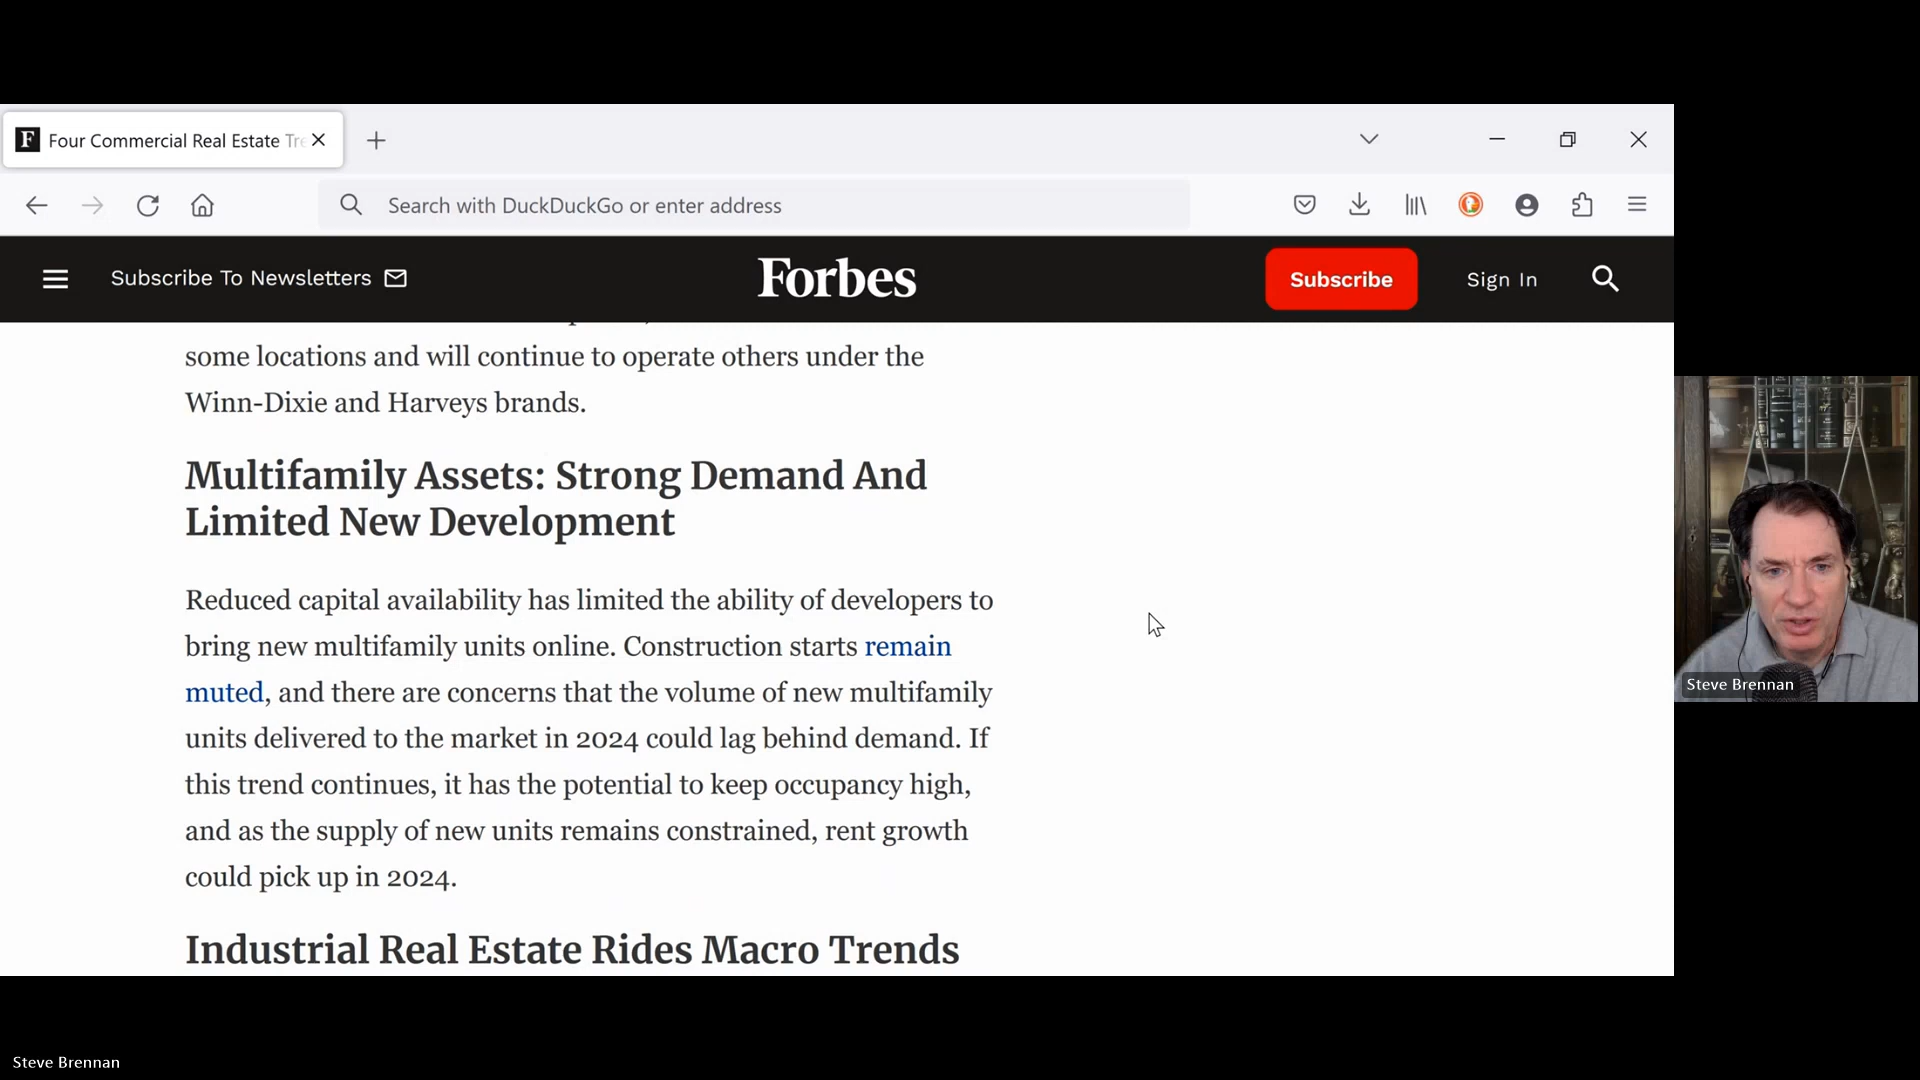 F Four Commercial Real Estate Tre
Search with DuckDuckGo or enter address
Subscribe To Newsletters
Forbes
Subscribe
Sign In
some locations and will continue to operate others under the
Winn-Dixie and Harveys brands.
Multifamily Assets: Strong Demand And
Limited New Development
Reduced capital availability has limited the ability of developers to
bring new multifamily units online. Construction starts remain
muted, and there are concerns that the volume of new multifamily
units delivered to the market in 2024 could lag behind demand. If
this trend continues, it has the potential to keep occupancy high,
and as the supply of new units remains constrained, rent growth
could pick up in 2024.
Industrial Real Estate Rides Macro Trends
Steve Brennan
Steve Brennan